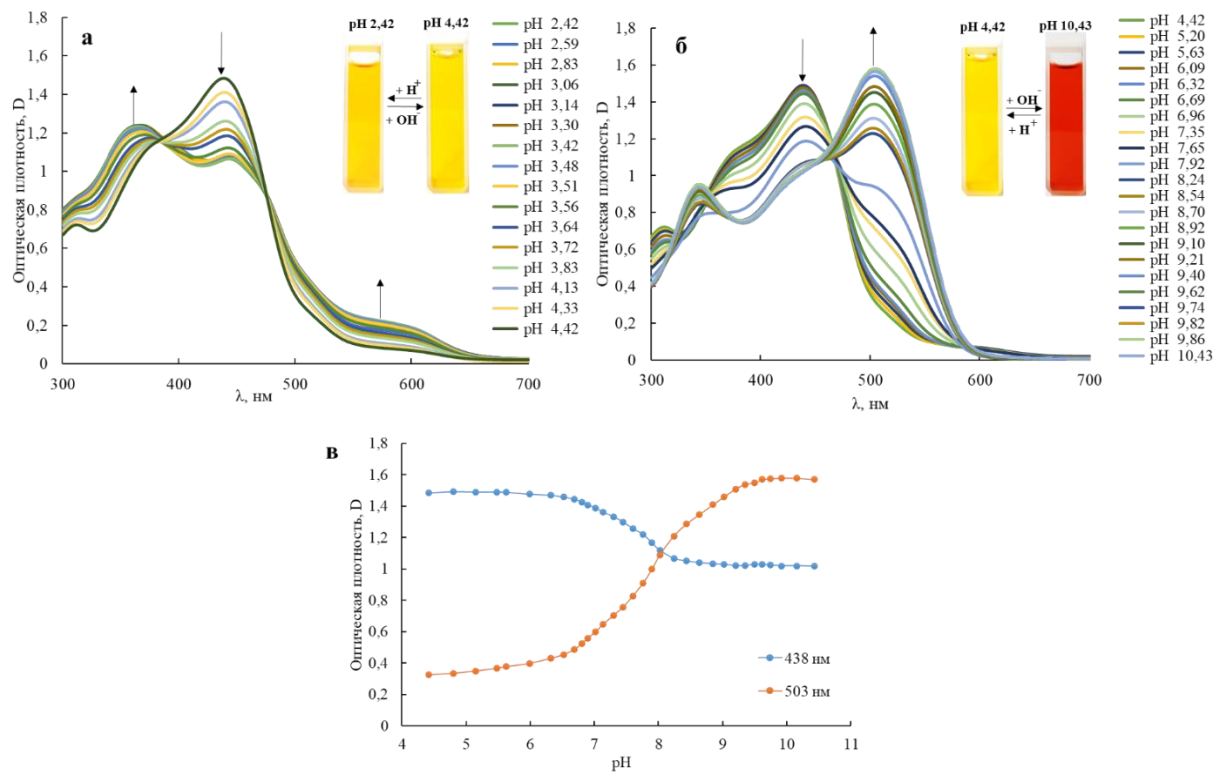 а
Оптическая плотность, D
1,8
1,6
1,4
1,2
1
0,8
0,6
0,4
0,2
0
300
400
500
600
700
λ, нм
pH 2,42
pH 4,42
+ H⁺
+ OH⁻
pH 2,42
pH 2,59
pH 2,83
pH 3,06
pH 3,14
pH 3,30
pH 3,42
pH 3,48
pH 3,51
pH 3,56
pH 3,64
pH 3,72
pH 3,83
pH 4,13
pH 4,33
pH 4,42
б
Оптическая плотность, D
1,8
1,6
1,4
1,2
1
0,8
0,6
0,4
0,2
0
300
400
500
600
700
λ, нм
pH 4,42
pH 10,43
+ OH⁻
+ H⁺
pH 4,42
pH 5,20
pH 5,63
pH 6,09
pH 6,32
pH 6,69
pH 6,96
pH 7,35
pH 7,65
pH 7,92
pH 8,24
pH 8,54
pH 8,70
pH 8,92
pH 9,10
pH 9,21
pH 9,40
pH 9,62
pH 9,74
pH 9,82
pH 9,86
pH 10,43
в
Оптическая плотность, D
1,8
1,6
1,4
1,2
1
0,8
0,6
0,4
0,2
0
4
5
6
7
8
9
10
11
pH
438 нм
503 нм